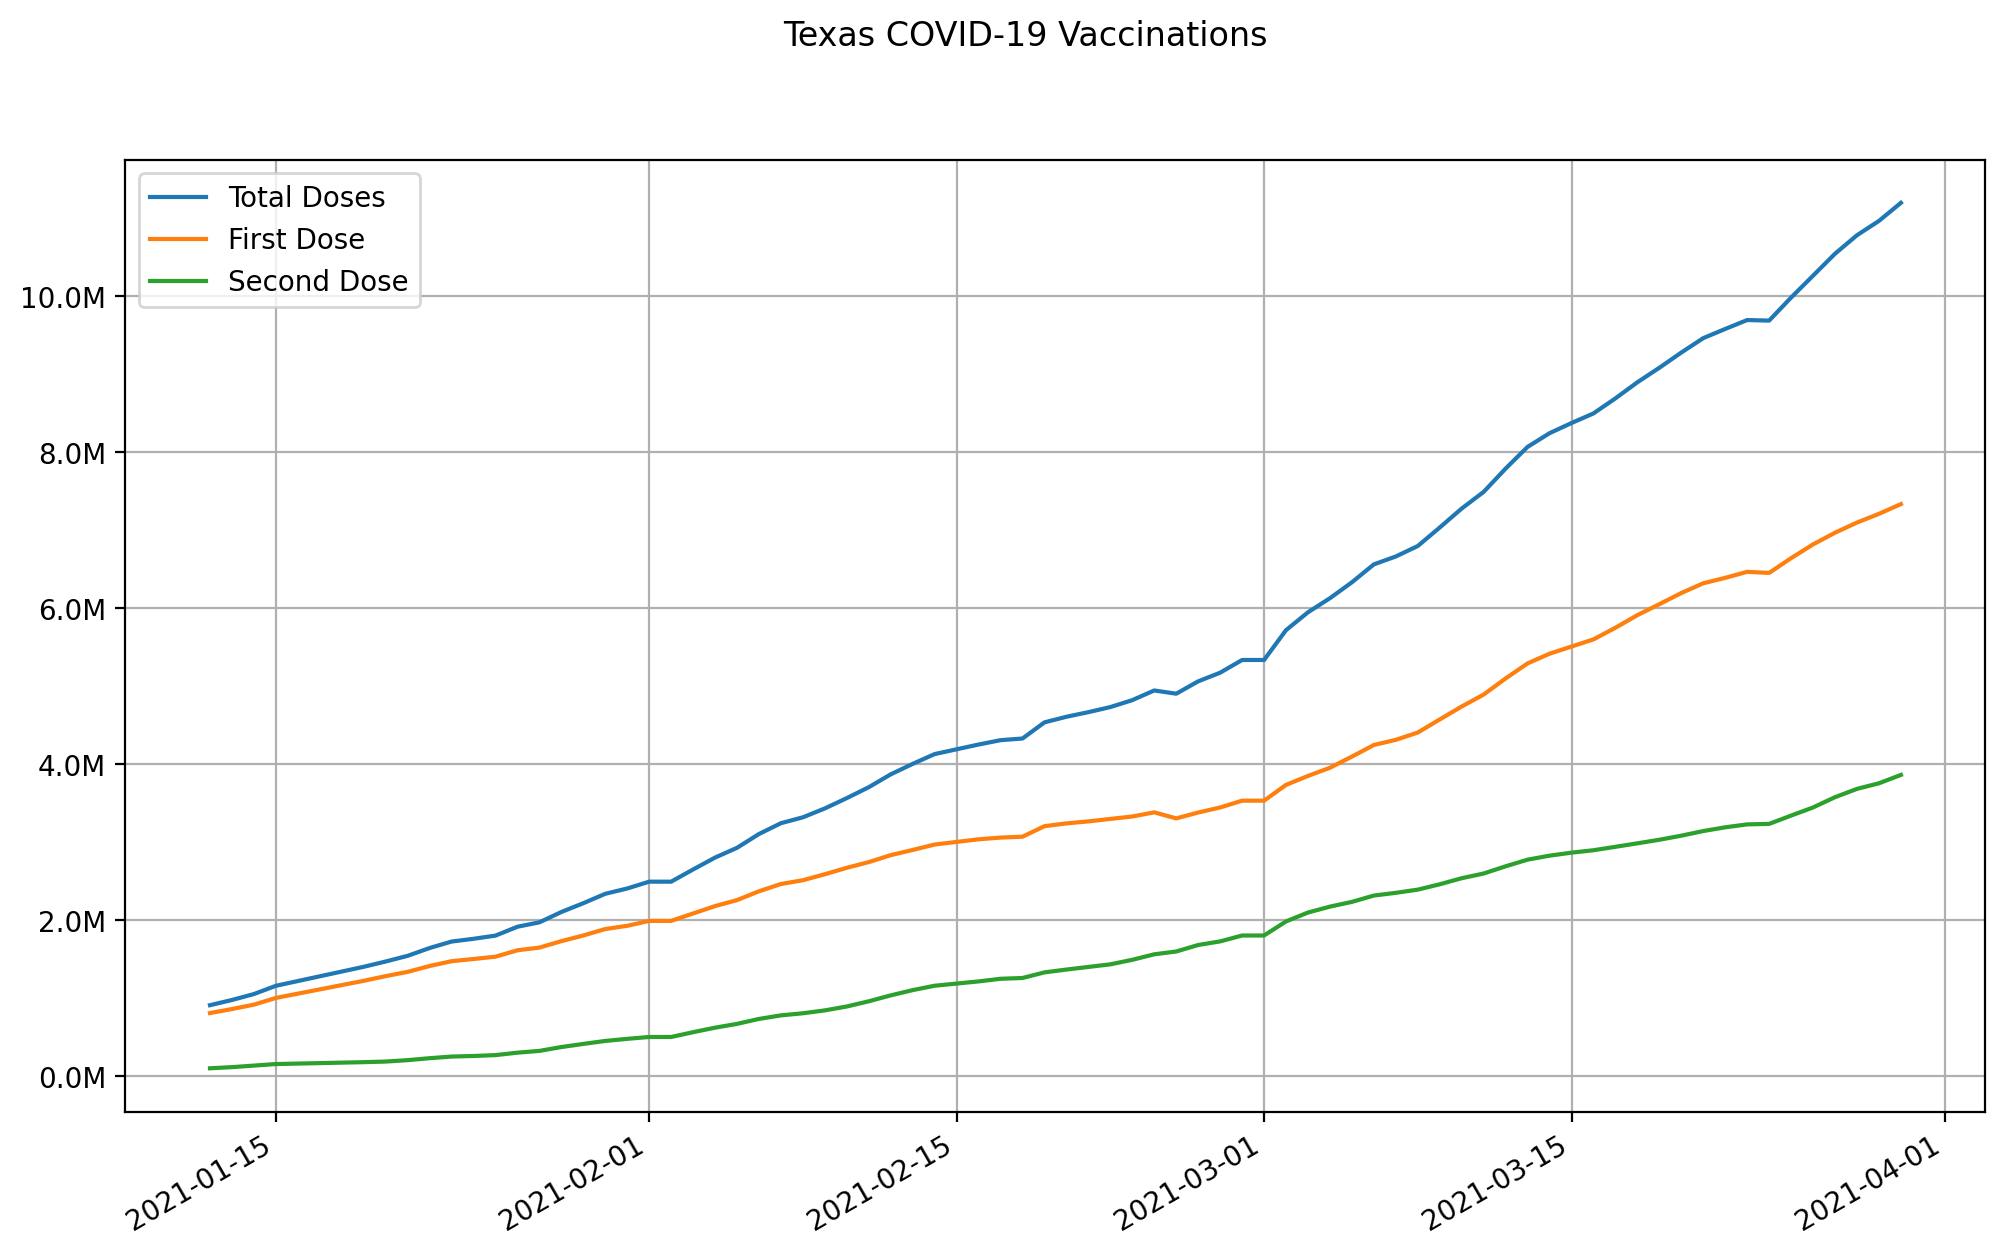 Texas COVID-19 Vaccinations
Total Doses
First Dose
Second Dose
10.0M
8.0M
6.0M
4.0M
2.0M
0.0M
2021-01-15
2021-02-01
2021-02-15
2021-03-01
2021-03-15
2021-04-01